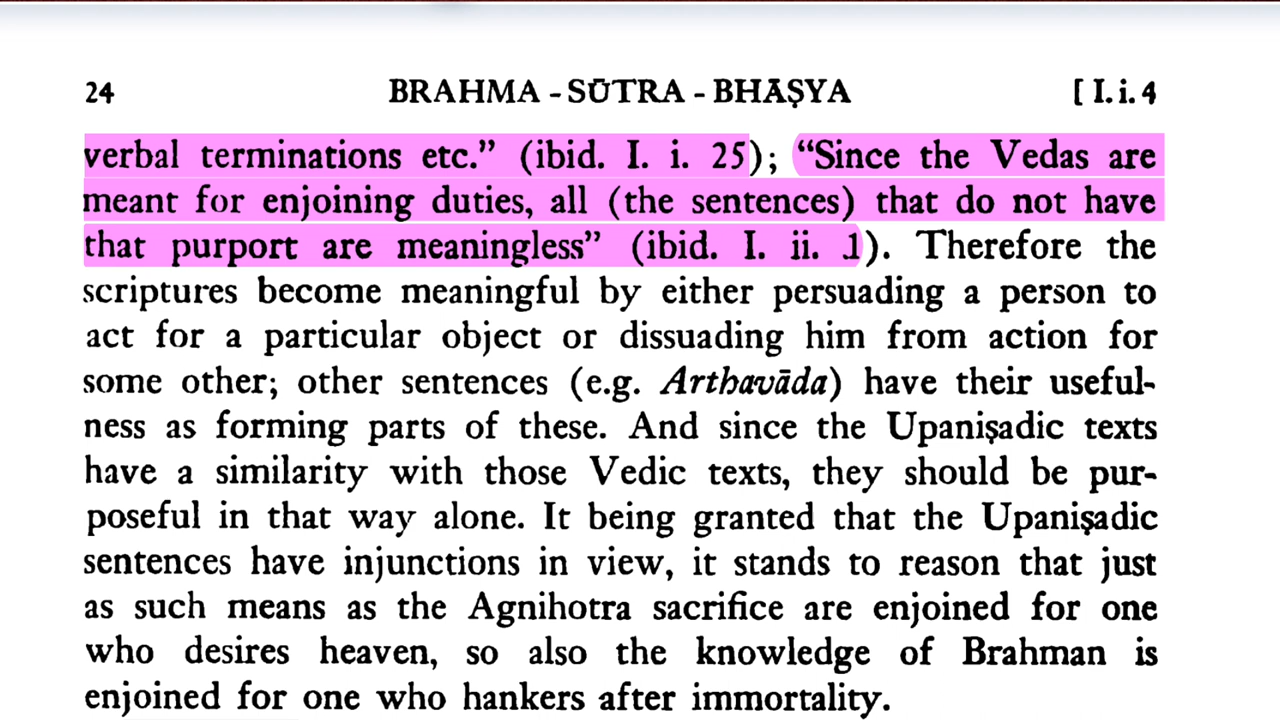 24 BRAHMA - SŪTRA - BHĀṢYA [ I. i. 4
verbal terminations etc.” (ibid. I. i. 25); “Since the Vedas are
meant for enjoining duties, all (the sentences) that do not have
that purport are meaningless” (ibid. I. ii. 1). Therefore the
scriptures become meaningful by either persuading a person to
act for a particular object or dissuading him from action for
some other; other sentences (e.g. Arthavāda) have their useful-
ness as forming parts of these. And since the Upaniṣadic texts
have a similarity with those Vedic texts, they should be pur-
poseful in that way alone. It being granted that the Upaniṣadic
sentences have injunctions in view, it stands to reason that just
as such means as the Agnihotra sacrifice are enjoined for one
who desires heaven, so also the knowledge of Brahman is
enjoined for one who hankers after immortality.